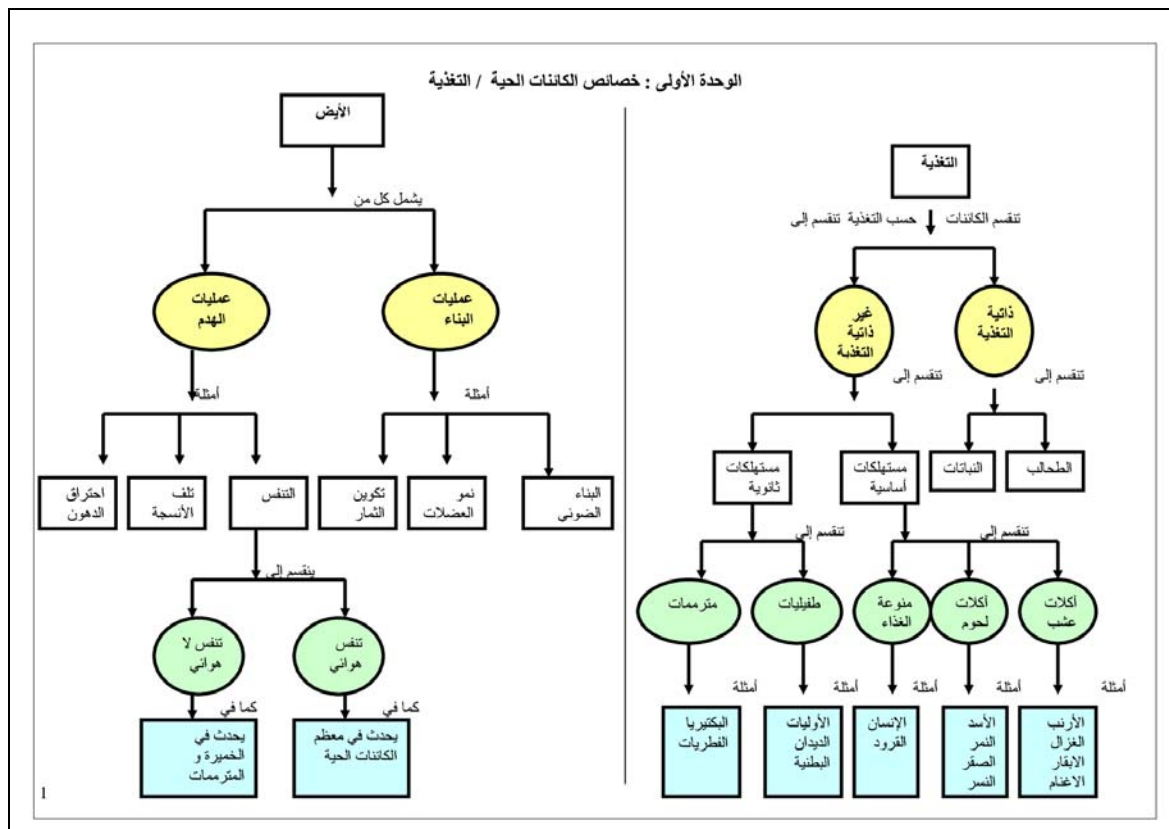 الوحدة الأولى : خصائص الكائنات الحية / التغذية
التغذية
تنقسم الكائنات حسب التغذية تنقسم إلى
ذاتية
التغذية
غير
ذاتية
التغذية
تنقسم إلى
تنقسم إلى
الطحالب
النباتات
مستهلكات
أساسية
مستهلكات
ثانوية
تنقسم إلى
تنقسم إلى
أكلات
عشب
أكلات
لحوم
منوعة
الغذاء
طفيليات
مترممات
أمثلة
أمثلة
أمثلة
أمثلة
أمثلة
الأرنب
الغزال
الابقار
الاغنام
الأسد
النمر
الصقر
النسر
الإنسان
القرود
الأوليات
الديدان
البطنية
البكتيريا
الفطريات
الأيض
يشمل كل من
عمليات
البناء
عمليات
الهدم
أمثلة
أمثلة
البناء
الضوئي
نمو
العضلات
تكوين
الثمار
التنفس
تلف
الأنسجة
احتراق
الدهون
ينقسم إلى
تنفس
هوائي
تنفس لا
هوائي
كما في
كما في
يحدث في معظم
الكائنات الحية
يحدث في
الخميرة و
المترممات
1